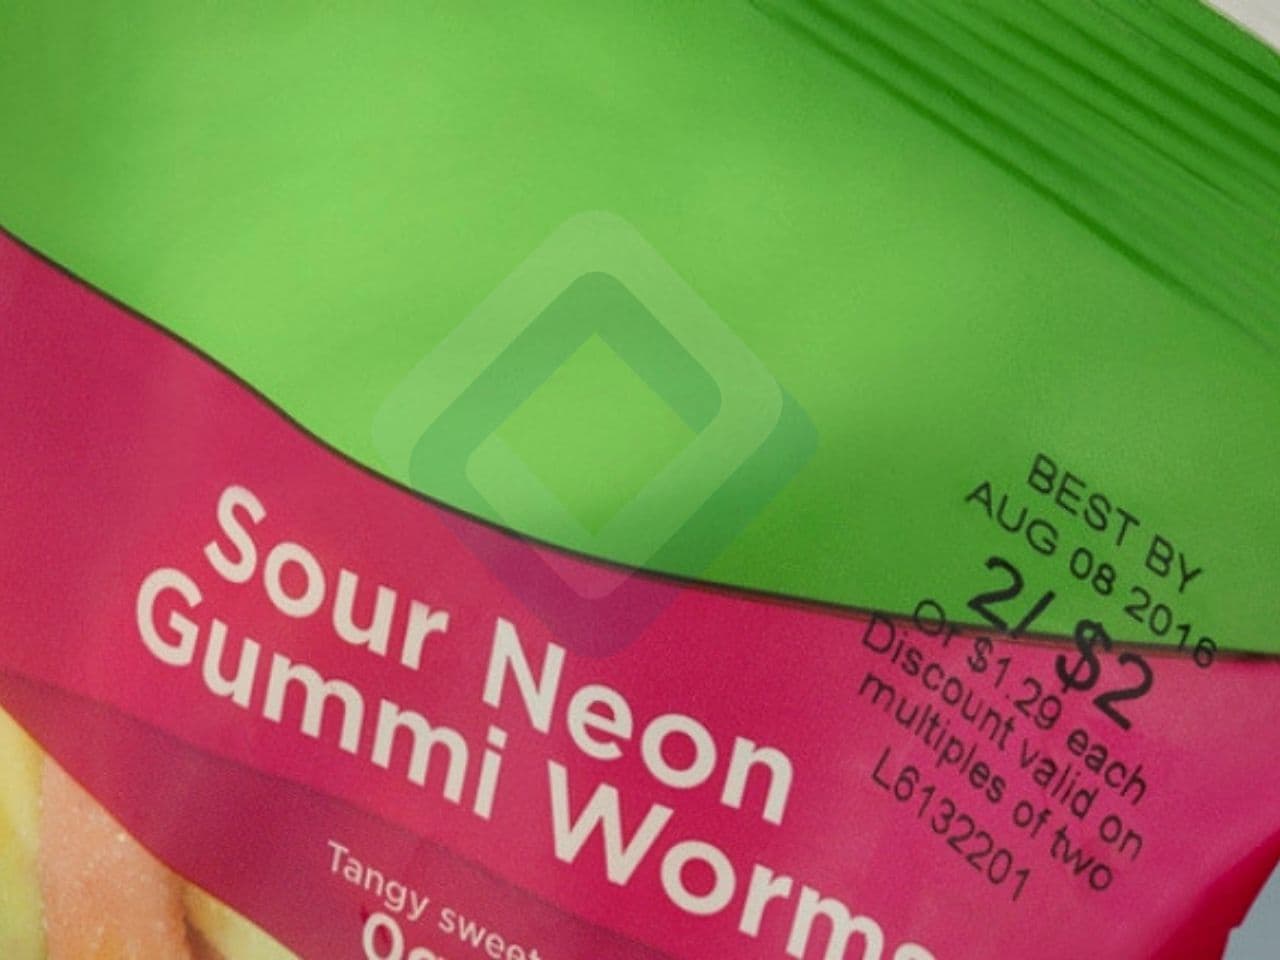 Sour Neon
Gummi Worms
Tangy sweet
BEST BY
AUG 08 2016
2/ $2
Or $1.29 each
Discount valid on
multiples of two
L6132201